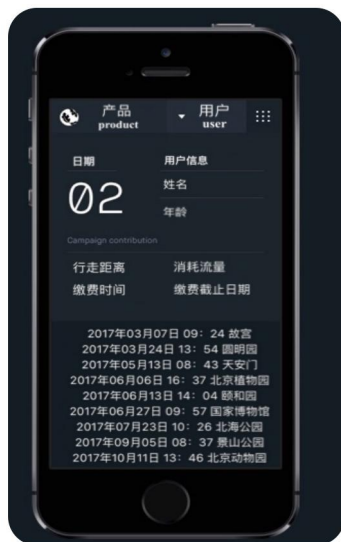 产品 用户
product user
日期 用户信息
02 姓名
年龄
Campaign contribution
行走距离 消耗流量
缴费时间 缴费截止日期
2017年03月07日 09：24 故宫
2017年03月24日 13：54 圆明园
2017年05月13日 08：43 天安门
2017年06月06日 16：37 北京植物园
2017年06月13日 14：04 颐和园
2017年06月27日 09：57 国家博物馆
2017年07月23日 10：26 北海公园
2017年09月05日 08：37 景山公园
2017年10月11日 13：46 北京动物园